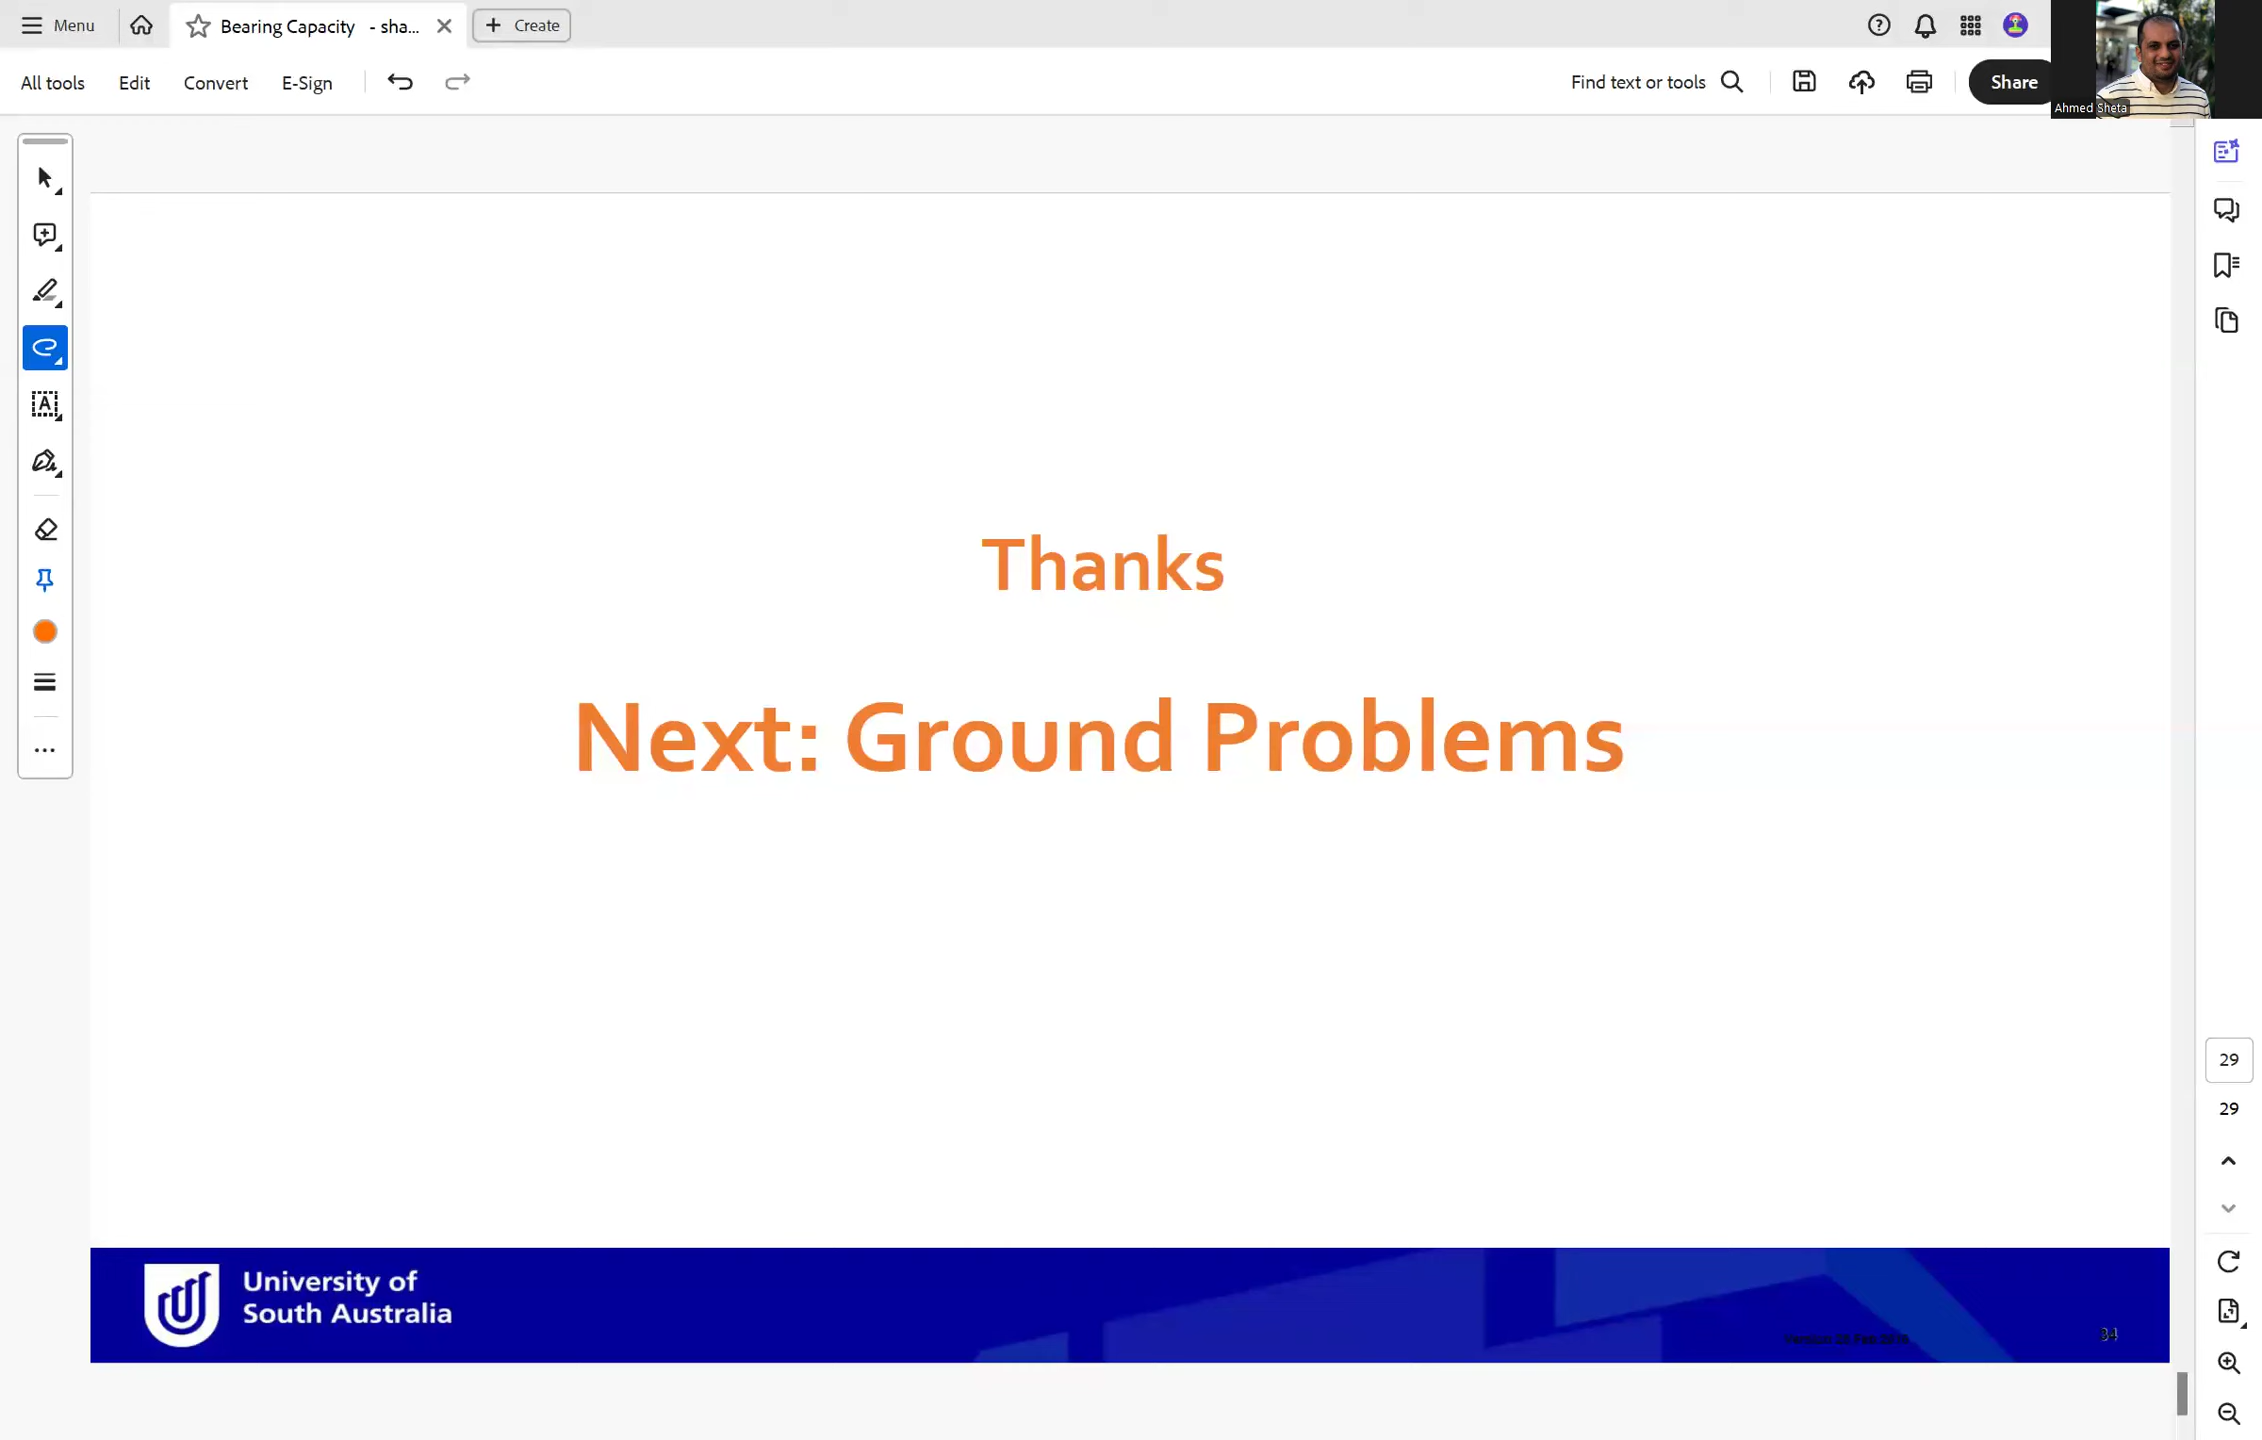 Menu
Bearing Capacity - sha...
Create
All tools
Edit
Convert
E-Sign
Find text or tools
Share
Ahmed Sheta
Thanks
Next: Ground Problems
29
29
University of
South Australia
34